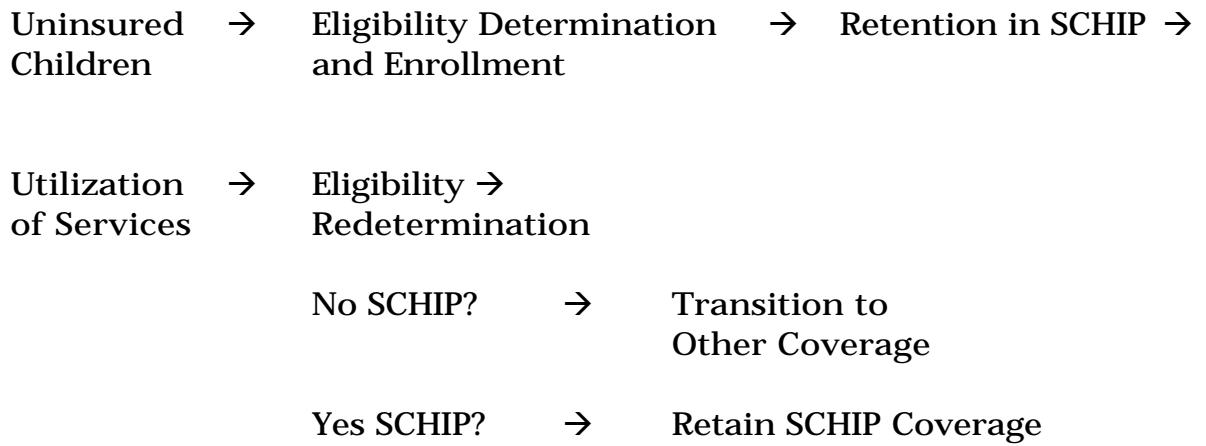 Uninsured → Eligibility Determination → Retention in SCHIP →
Children and Enrollment
Utilization → Eligibility →
of Services Redetermination
No SCHIP? → Transition to
Other Coverage
Yes SCHIP? → Retain SCHIP Coverage